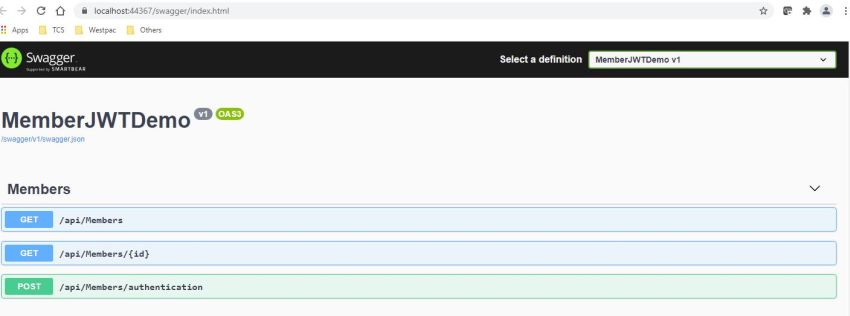 localhost:44367/swagger/index.html
Apps TCS Westpac Others
Swagger
Supported by SMARTBEAR
Select a definition MemberJWTDemo v1
MemberJWTDemo v1 OAS3
/swagger/v1/swagger.json
Members
GET /api/Members
GET /api/Members/{id}
POST /api/Members/authentication